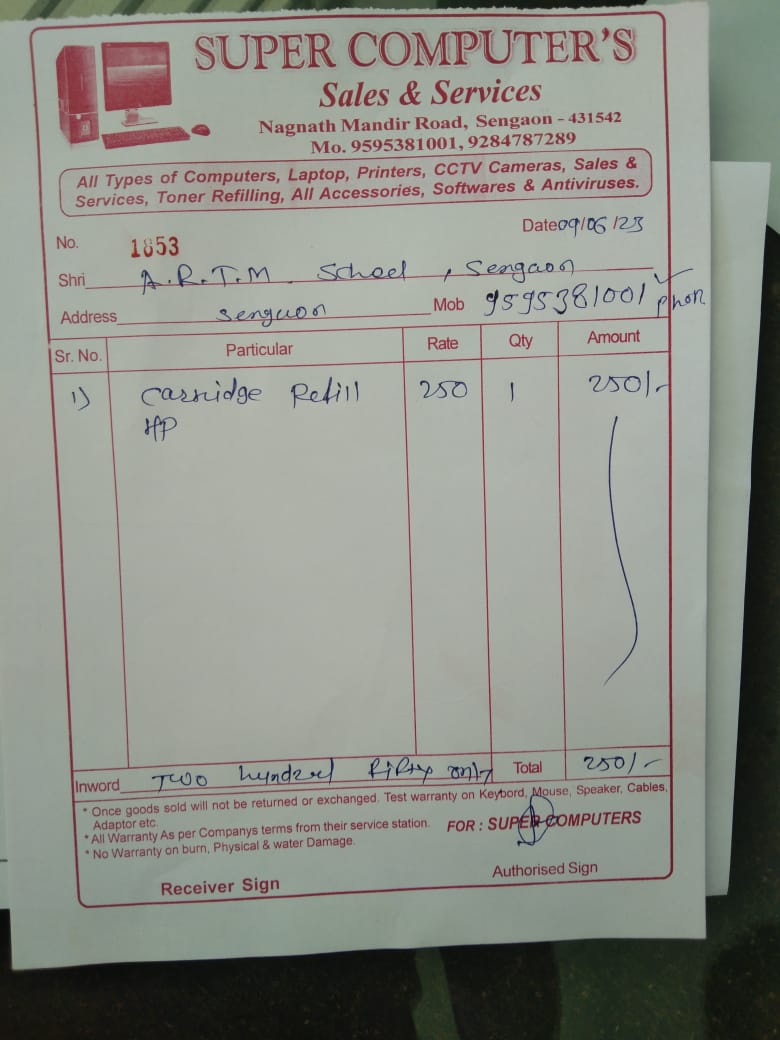 SUPER COMPUTER'S
Sales & Services
Nagnath Mandir Road, Sengaon - 431542
Mo. 9595381001, 9284787289
All Types of Computers, Laptop, Printers, CCTV Cameras, Sales &
Services, Toner Refilling, All Accessories, Softwares & Antiviruses.
No. 1853 Date 09/06/23
Shri A.R.T.M. School, Sengaon
Address sengaon Mob 9595381001 phon
Sr. No. Particular Rate Qty Amount
1) Carridge Refill 250 1 250/-
HP
Inword Two hundred Fifty only Total 250/-
* Once goods sold will not be returned or exchanged. Test warranty on Keybord, Mouse, Speaker, Cables,
Adaptor etc.
* All Warranty As per Companys terms from their service station.
* No Warranty on burn, Physical & water Damage.
FOR : SUPER COMPUTERS
Receiver Sign Authorised Sign